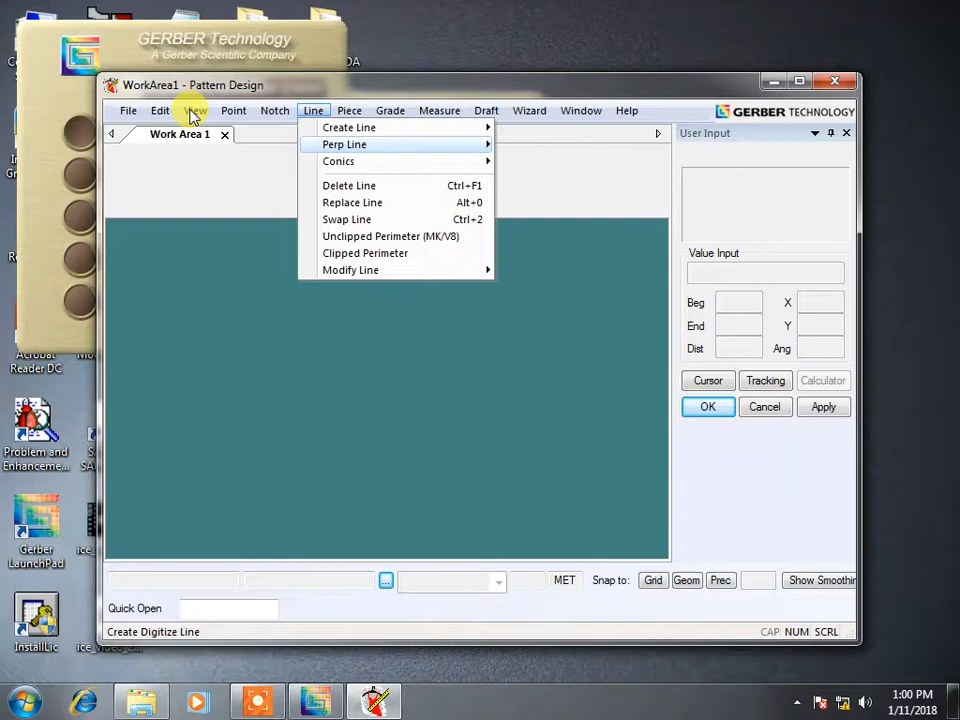 GERBER Technology
A Gerber Scientific Company
WorkArea1 - Pattern Design
File Edit View Point Notch Line Piece Grade Measure Draft Wizard Window Help
GERBER TECHNOLOGY
Work Area 1
User Input
Create Line
Perp Line
Conics
Delete Line Ctrl+F1
Replace Line Alt+0
Swap Line Ctrl+2
Unclipped Perimeter (MK/V8)
Clipped Perimeter
Modify Line
Value Input
Beg X
End Y
Dist Ang
Cursor Tracking Calculator
OK Cancel Apply
... MET Snap to: Grid Geom Prec Show Smoothin
Quick Open
Create Digitize Line
CAP NUM SCRL
Reader DC
Problem and
Enhanceme...
Gerber
LaunchPad
InstallLic
1:00 PM
1/11/2018